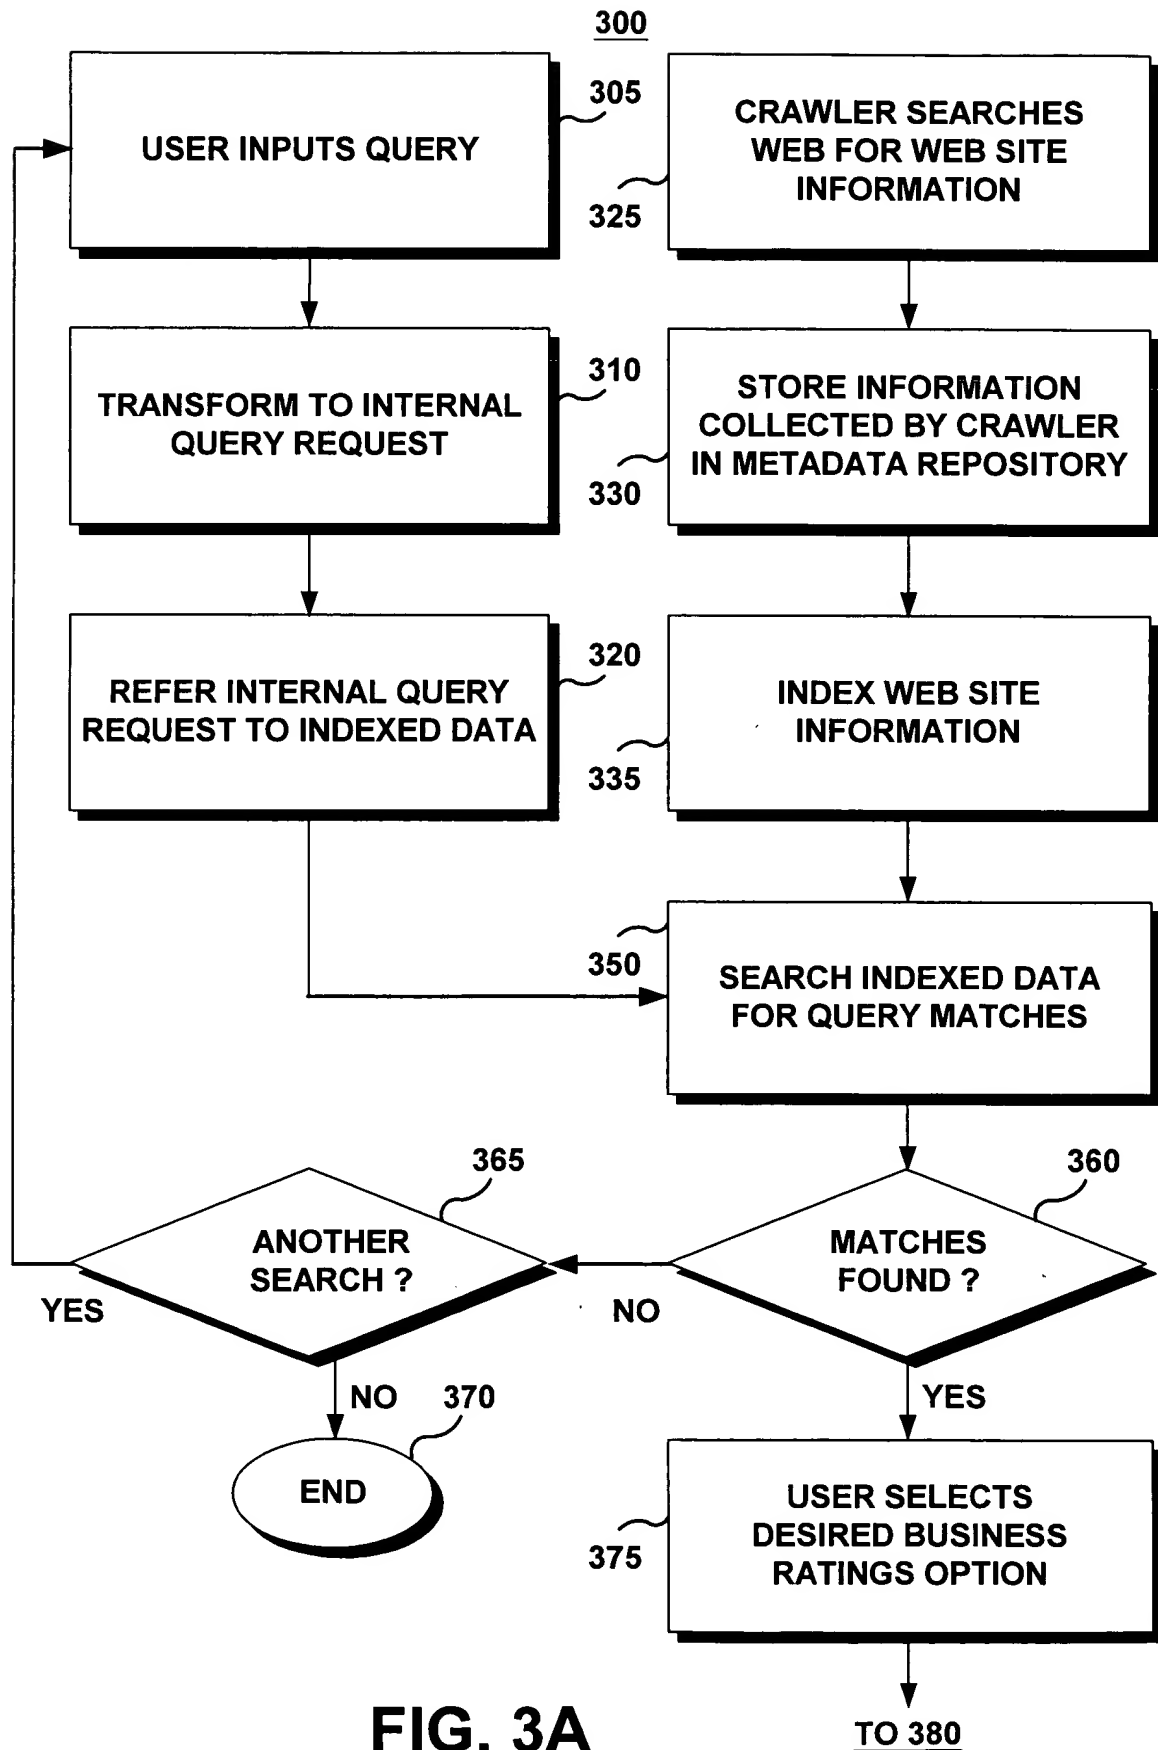 300
USER INPUTS QUERY
305
CRAWLER SEARCHES
WEB FOR WEB SITE
INFORMATION
325
TRANSFORM TO INTERNAL
QUERY REQUEST
310
STORE INFORMATION
COLLECTED BY CRAWLER
IN METADATA REPOSITORY
330
REFER INTERNAL QUERY
REQUEST TO INDEXED DATA
320
INDEX WEB SITE
INFORMATION
335
350
SEARCH INDEXED DATA
FOR QUERY MATCHES
365
ANOTHER
SEARCH ?
YES
360
MATCHES
FOUND ?
NO
NO
370
END
YES
USER SELECTS
DESIRED BUSINESS
RATINGS OPTION
375
FIG. 3A
TO 380